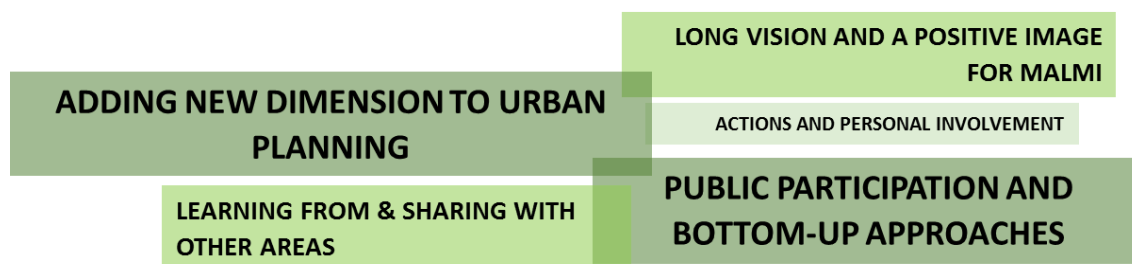 LONG VISION AND A POSITIVE IMAGE
FOR MALMI
ADDING NEW DIMENSION TO URBAN
PLANNING
ACTIONS AND PERSONAL INVOLVEMENT
PUBLIC PARTICIPATION AND
BOTTOM-UP APPROACHES
LEARNING FROM & SHARING WITH
OTHER AREAS